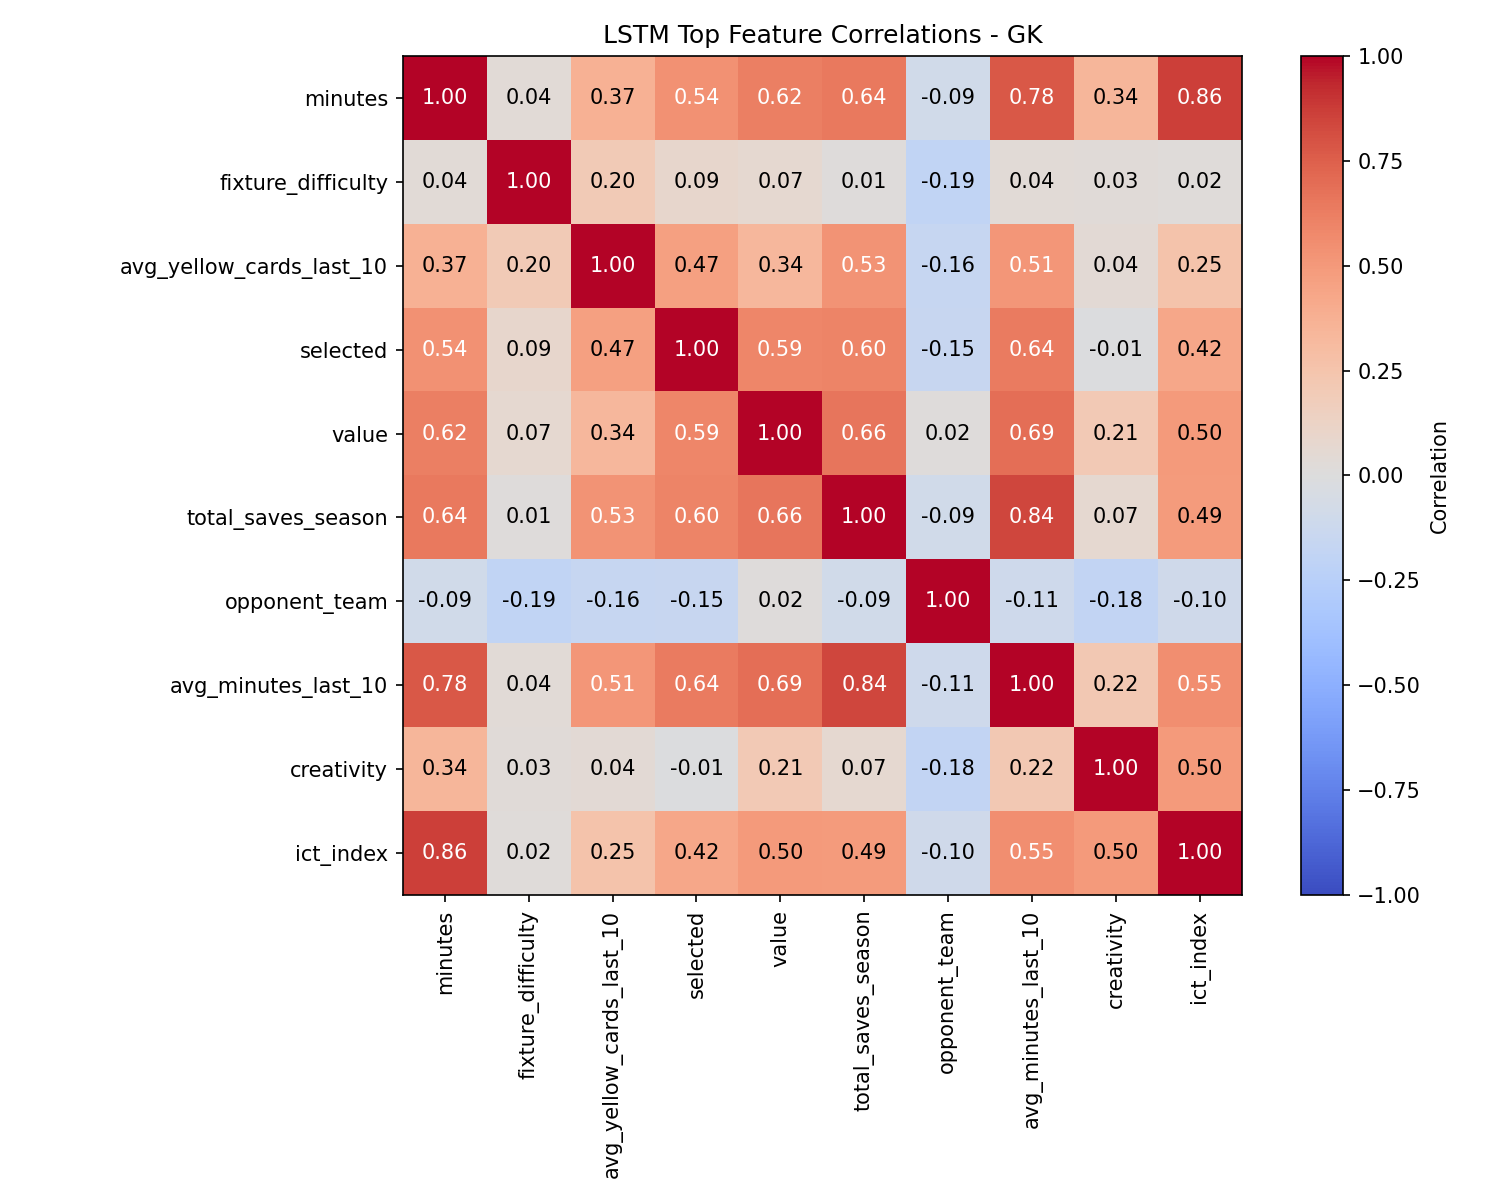 LSTM Top Feature Correlations - GK
minutes 1.00 0.04 0.37 0.54 0.62 0.64 -0.09 0.78 0.34 0.86
fixture_difficulty 0.04 1.00 0.20 0.09 0.07 0.01 -0.19 0.04 0.03 0.02
avg_yellow_cards_last_10 0.37 0.20 1.00 0.47 0.34 0.53 -0.16 0.51 0.04 0.25
selected 0.54 0.09 0.47 1.00 0.59 0.60 -0.15 0.64 -0.01 0.42
value 0.62 0.07 0.34 0.59 1.00 0.66 0.02 0.69 0.21 0.50
total_saves_season 0.64 0.01 0.53 0.60 0.66 1.00 -0.09 0.84 0.07 0.49
opponent_team -0.09 -0.19 -0.16 -0.15 0.02 -0.09 1.00 -0.11 -0.18 -0.10
avg_minutes_last_10 0.78 0.04 0.51 0.64 0.69 0.84 -0.11 1.00 0.22 0.55
creativity 0.34 0.03 0.04 -0.01 0.21 0.07 -0.18 0.22 1.00 0.50
ict_index 0.86 0.02 0.25 0.42 0.50 0.49 -0.10 0.55 0.50 1.00
minutes
fixture_difficulty
avg_yellow_cards_last_10
selected
value
total_saves_season
opponent_team
avg_minutes_last_10
creativity
ict_index
1.00
0.75
0.50
0.25
0.00
−0.25
−0.50
−0.75
−1.00
Correlation